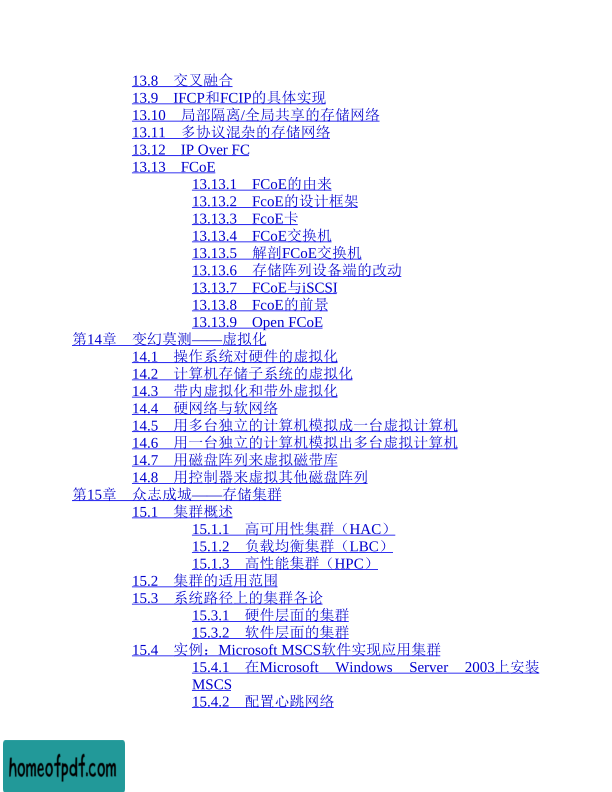 13.8 交叉融合
13.9 IFCP和FCIP的具体实现
13.10 局部隔离/全局共享的存储网络
13.11 多协议混杂的存储网络
13.12 IP Over FC
13.13 FCoE
13.13.1 FCoE的由来
13.13.2 FcoE的设计框架
13.13.3 FcoE卡
13.13.4 FCoE交换机
13.13.5 解剖FCoE交换机
13.13.6 存储阵列设备端的改动
13.13.7 FCoE与iSCSI
13.13.8 FcoE的前景
13.13.9 Open FCoE
第14章 变幻莫测——虚拟化
14.1 操作系统对硬件的虚拟化
14.2 计算机存储子系统的虚拟化
14.3 带内虚拟化和带外虚拟化
14.4 硬网络与软网络
14.5 用多台独立的计算机模拟成一台虚拟计算机
14.6 用一台独立的计算机模拟出多台虚拟计算机
14.7 用磁盘阵列来虚拟磁带库
14.8 用控制器来虚拟其他磁盘阵列
第15章 众志成城——存储集群
15.1 集群概述
15.1.1 高可用性集群（HAC）
15.1.2 负载均衡集群（LBC）
15.1.3 高性能集群（HPC）
15.2 集群的适用范围
15.3 系统路径上的集群各论
15.3.1 硬件层面的集群
15.3.2 软件层面的集群
15.4 实例：Microsoft MSCS软件实现应用集群
15.4.1 在Microsoft Windows Server 2003上安装
MSCS
15.4.2 配置心跳网络
homeofpdf.com